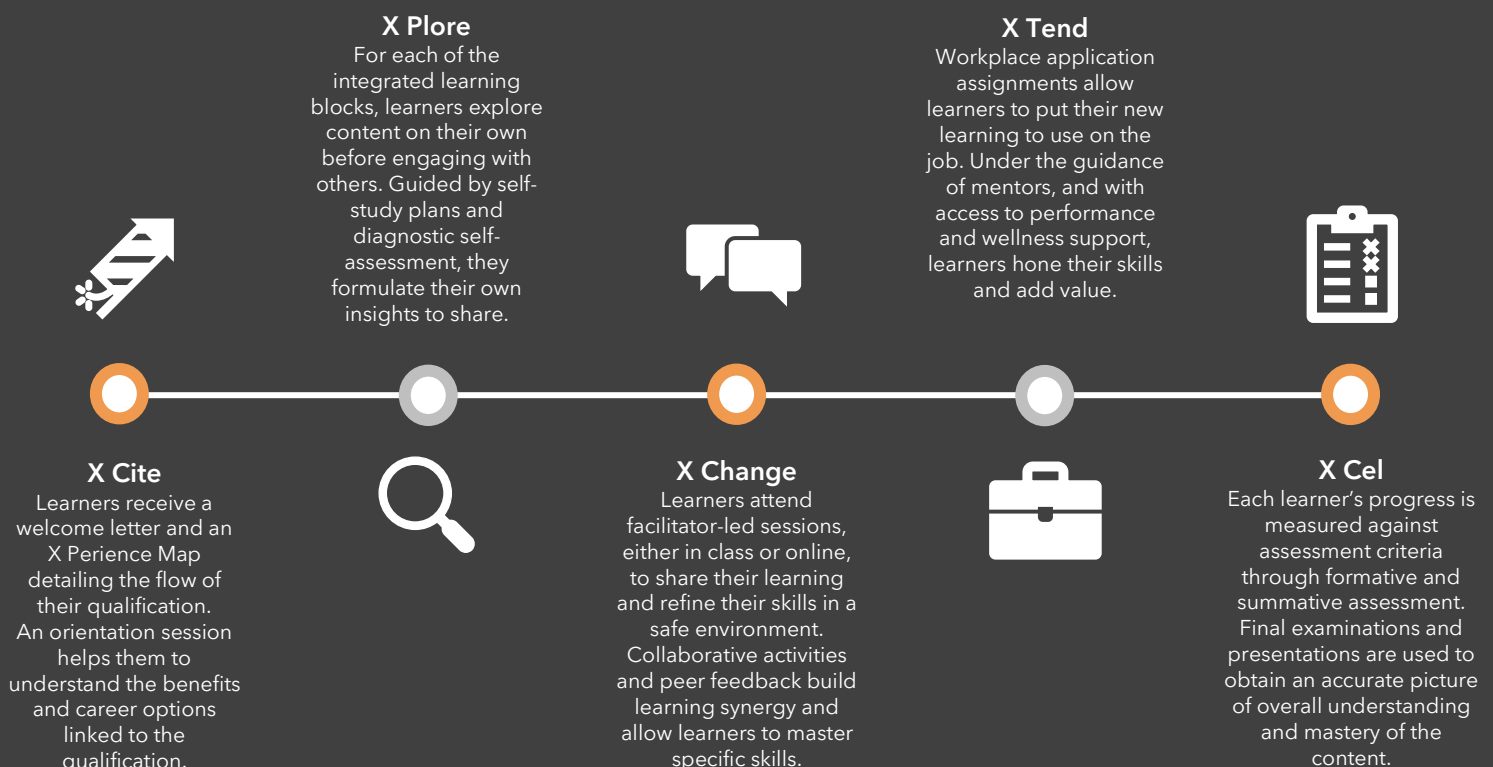 X Cite
Learners receive a
welcome letter and an
X Perience Map
detailing the flow of
their qualification.
An orientation session
helps them to
understand the benefits
and career options
linked to the
qualification.
X Plore
For each of the
integrated learning
blocks, learners explore
content on their own
before engaging with
others. Guided by self-
study plans and
diagnostic self-
assessment, they
formulate their own
insights to share.
X Change
Learners attend
facilitator-led sessions,
either in class or online,
to share their learning
and refine their skills in a
safe environment.
Collaborative activities
and peer feedback build
learning synergy and
allow learners to master
specific skills.
X Tend
Workplace application
assignments allow
learners to put their new
learning to use on the
job. Under the guidance
of mentors, and with
access to performance
and wellness support,
learners hone their skills
and add value.
X Cel
Each learner’s progress is
measured against
assessment criteria
through formative and
summative assessment.
Final examinations and
presentations are used to
obtain an accurate picture
of overall understanding
and mastery of the
content.